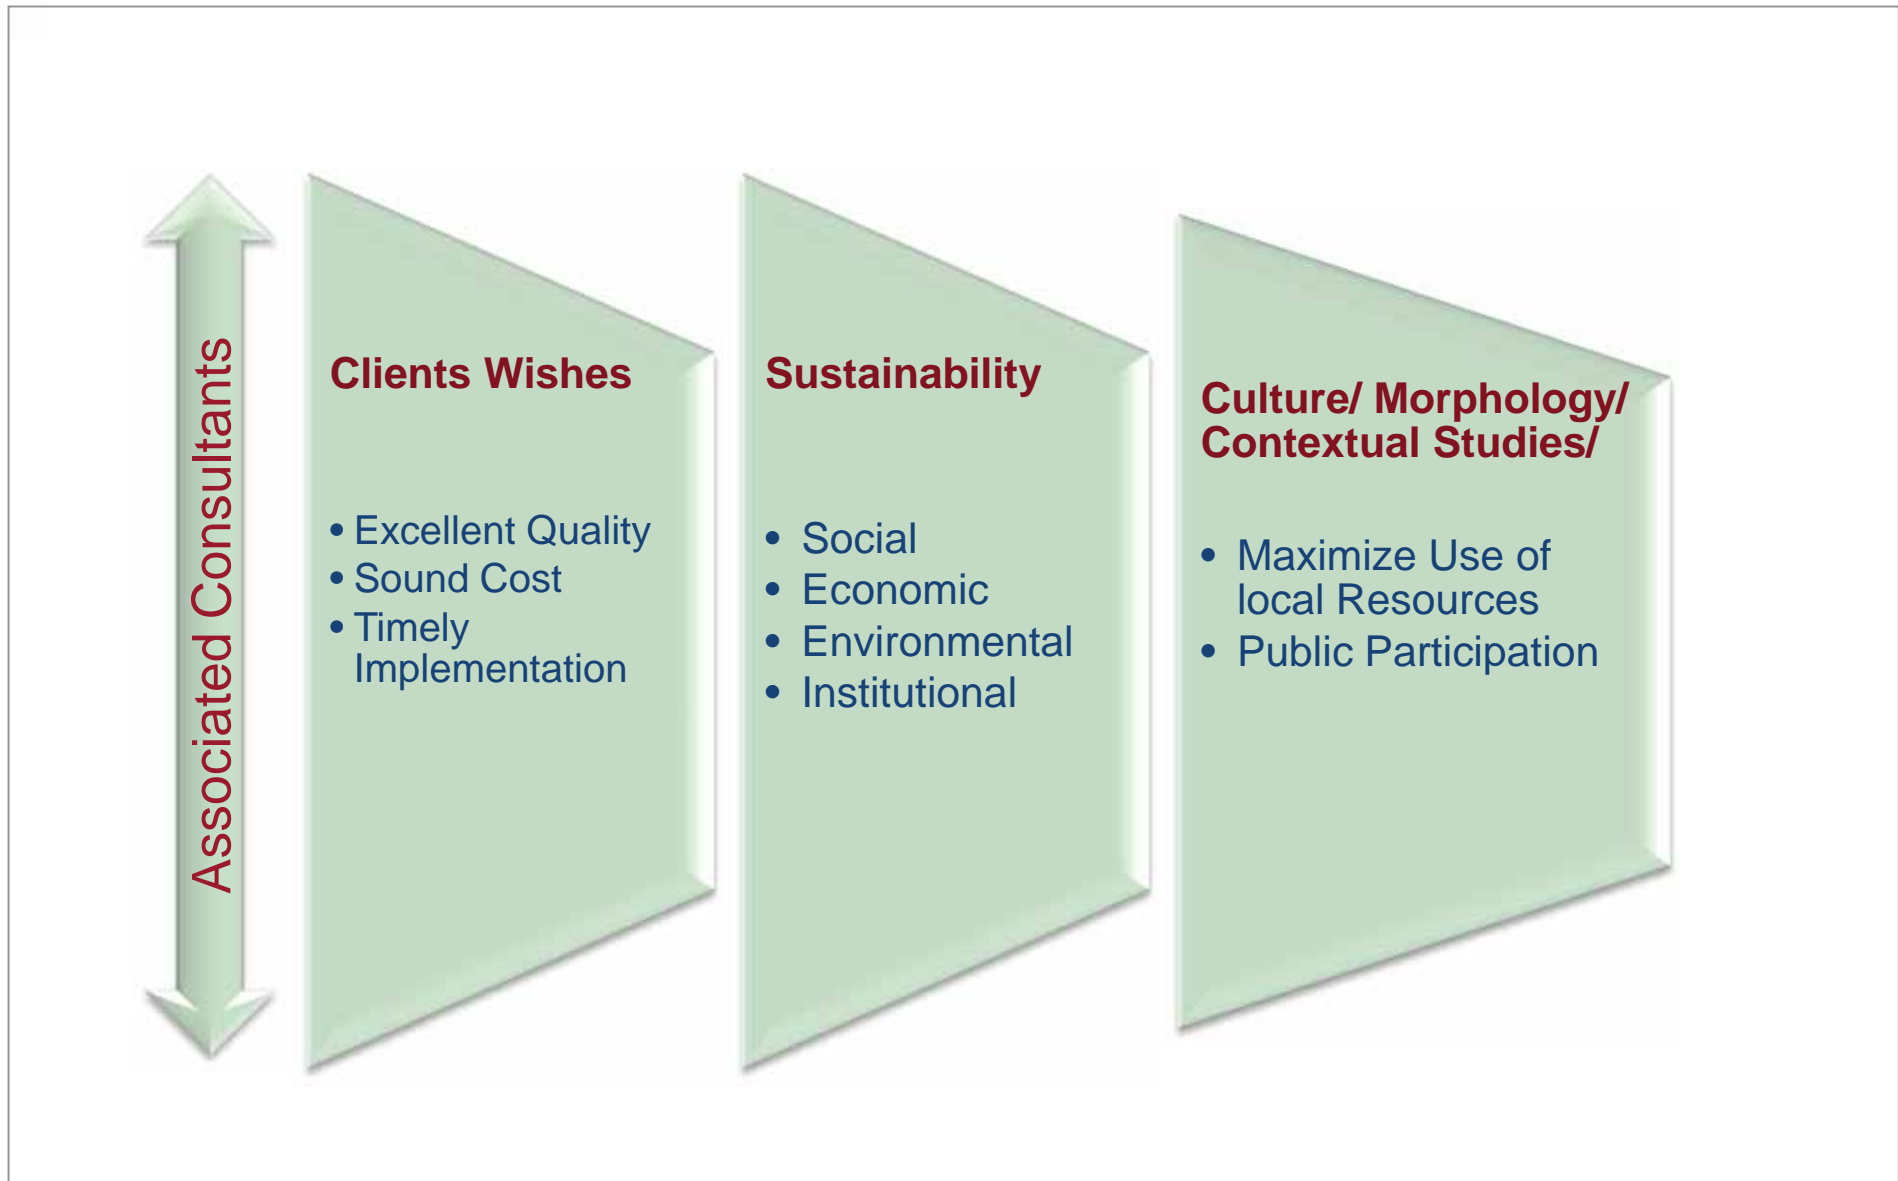 Associated Consultants
Clients Wishes
• Excellent Quality
• Sound Cost
• Timely
Implementation
Sustainability
• Social
• Economic
• Environmental
• Institutional
Culture/ Morphology/
Contextual Studies/
• Maximize Use of
local Resources
• Public Participation